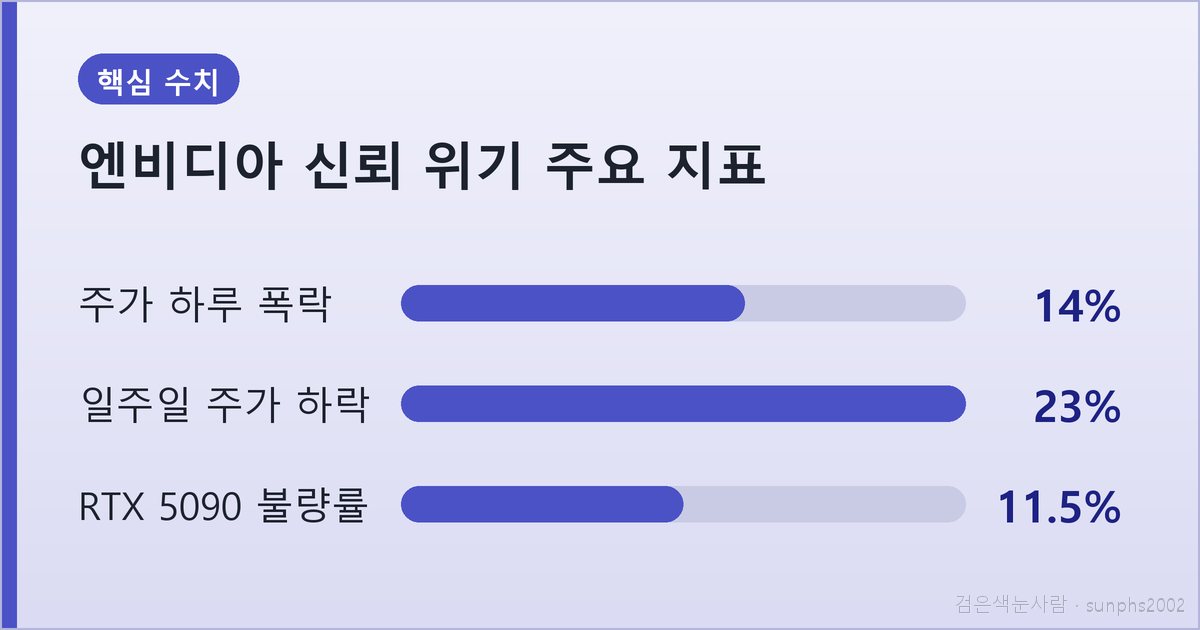 핵심 수치
엔비디아 신뢰 위기 주요 지표
주가 하루 폭락 14%
일주일 주가 하락 23%
RTX 5090 불량률 11.5%
검은색눈사람 · sunphs2002